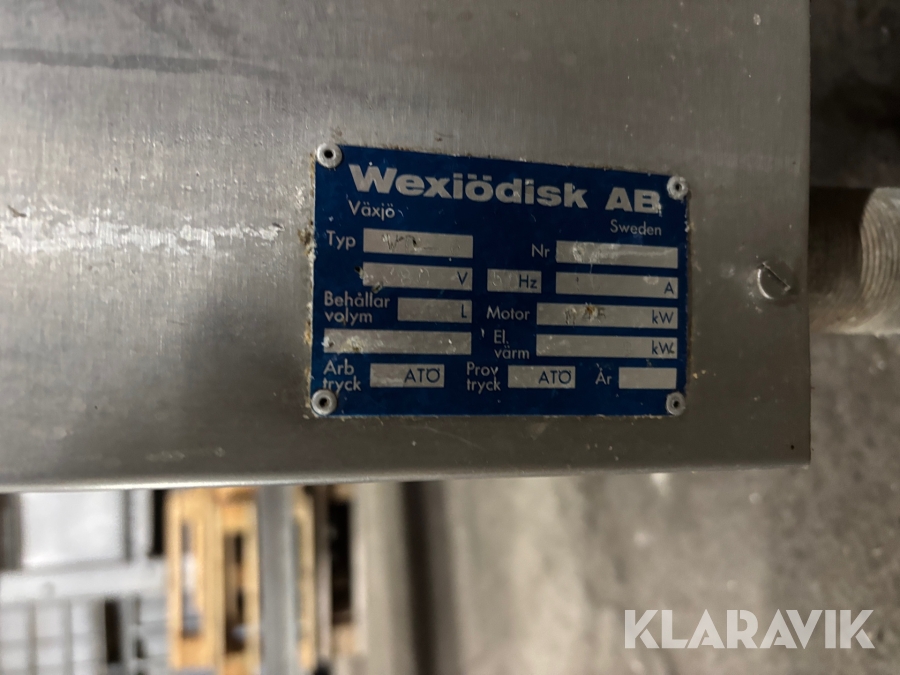 Wexiödisk AB
Växjö
Sweden
Typ Nr
V Hz A
Behållar volym L Motor kW
El. värm kW
Arb tryck ATÖ Prov tryck ATÖ År
KLARAVIK